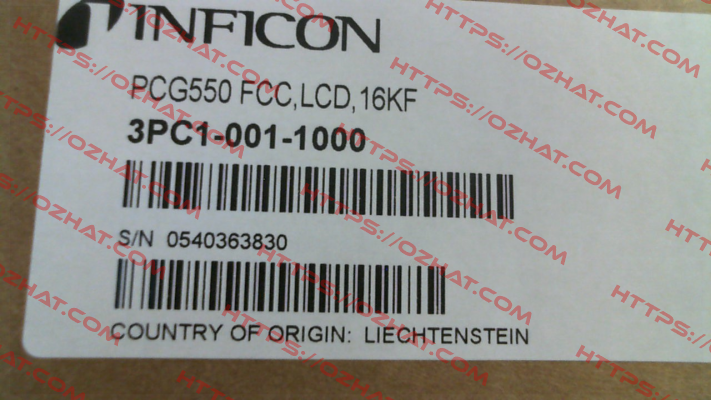 INFICON
PCG550 FCC,LCD,16KF
3PC1-001-1000
S/N 0540363830
COUNTRY OF ORIGIN: LIECHTENSTEIN
HTTPS://OZHAT.COM